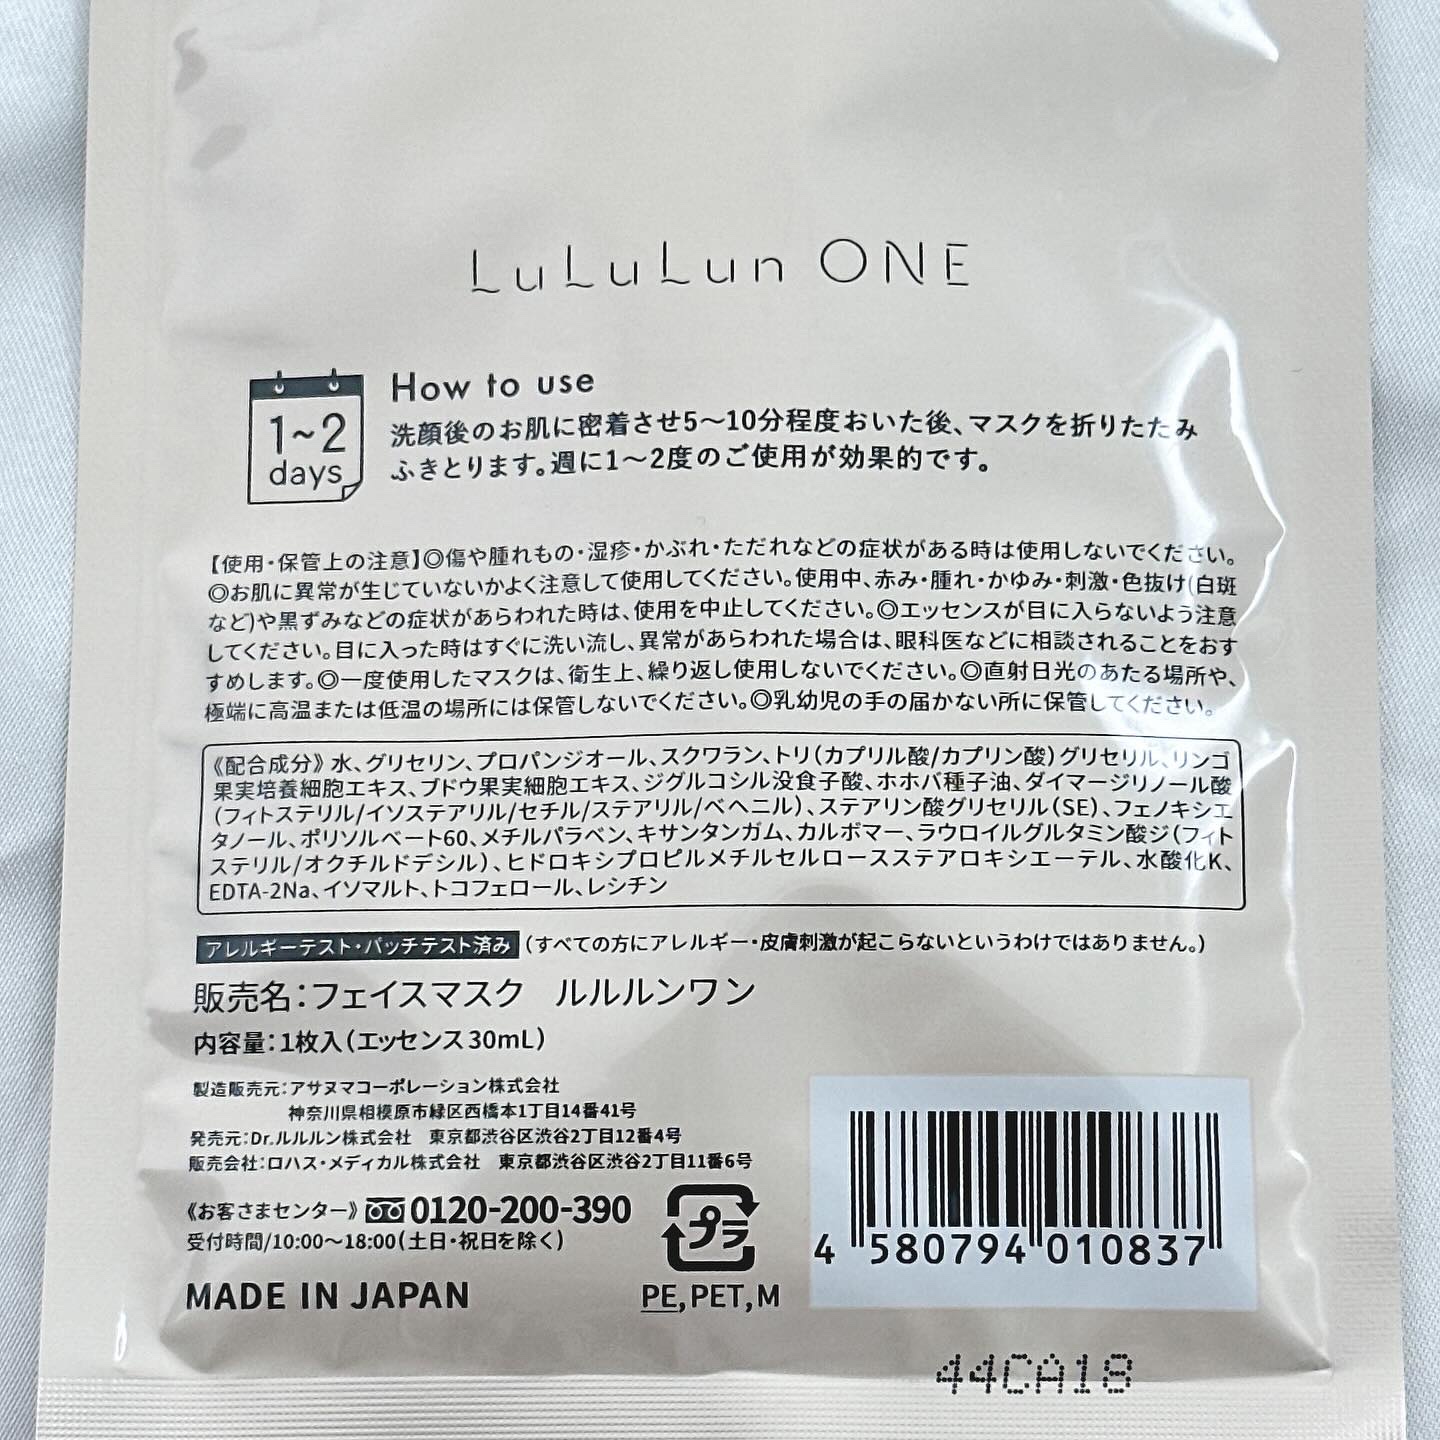 LuLuLun ONE
1~2
days
How to use
洗顔後のお肌に密着させ5〜10分程度おいた後、マスクを折りたたみ
ふきとります。週に1〜2度のご使用が効果的です。
【使用・保管上の注意】◎傷や腫れもの・湿疹・かぶれ・ただれなどの症状がある時は使用しないでください。
◎お肌に異常が生じていないかよく注意して使用してください。使用中、赤み・腫れ・かゆみ・刺激・色抜け(白斑
など)や黒ずみなどの症状があらわれた時は、使用を中止してください。◎エッセンスが目に入らないよう注意
してください。目に入った時はすぐに洗い流し、異常があらわれた場合は、眼科医などに相談されることをおす
すめします。◎一度使用したマスクは、衛生上、繰り返し使用しないでください。◎直射日光のあたる場所や、
極端に高温または低温の場所には保管しないでください。◎乳幼児の手の届かない所に保管してください。
《配合成分》水、グリセリン、プロパンジオール、スクワラン、トリ(カプリル酸/カプリン酸)グリセリル、リンゴ
果実培養細胞エキス、ブドウ果実細胞エキス、ジグルコシル没食子酸、ホホバ種子油、ダイマージリノール酸
(フィトステリル/イソステアリル/セチル/ステアリル/ベヘニル)、ステアリン酸グリセリル(SE)、フェノキシエ
タノール、ポリソルベート60、メチルパラベン、キサンタンガム、カルボマー、ラウロイルグルタミン酸ジ(フィト
ステリル/オクチルドデシル)、ヒドロキシプロピルメチルセルロースステアロキシエーテル、水酸化K、
EDTA-2Na、イソマルト、トコフェロール、レシチン
アレルギーテスト・パッチテスト済み(すべての方にアレルギー・皮膚刺激が起こらないというわけではありません。)
販売名：フェイスマスク　ルルルンワン
内容量：1枚入(エッセンス30mL)
製造販売元：アサヌマコーポレーション株式会社
神奈川県相模原市緑区西橋本1丁目14番41号
発売元：Dr.ルルルン株式会社　東京都渋谷区渋谷2丁目12番4号
販売会社：ロハス・メディカル株式会社　東京都渋谷区渋谷2丁目11番6号
《お客さまセンター》0120-200-390
受付時間/10:00〜18:00(土日・祝日を除く)
MADE IN JAPAN
プラ
PE,PET,M
4 580794 010837
44CA18